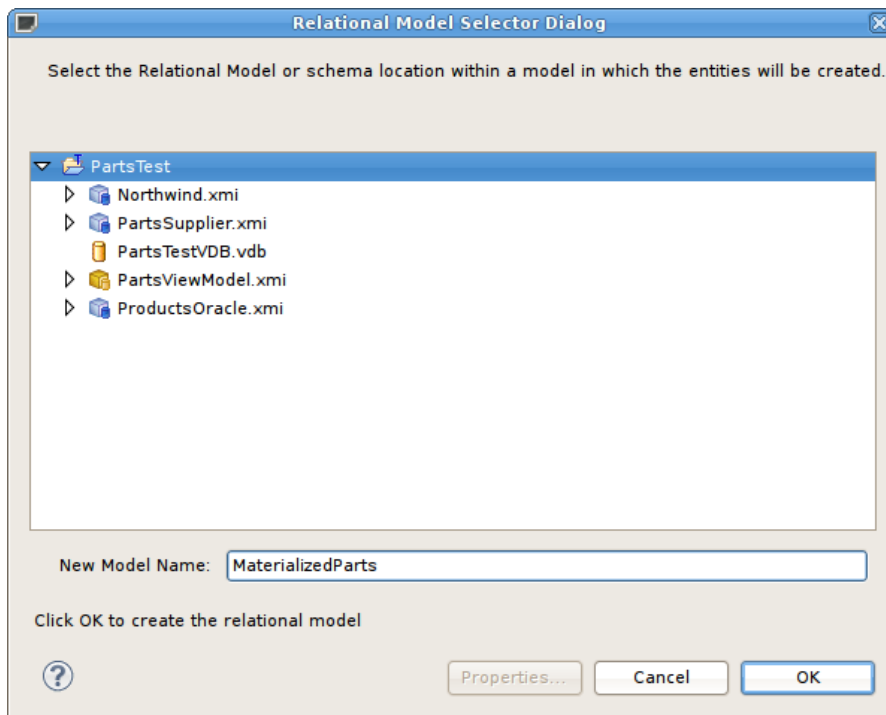 Relational Model Selector Dialog
Select the Relational Model or schema location within a model in which the entities will be created.
PartsTest
Northwind.xmi
PartsSupplier.xmi
PartsTestVDB.vdb
PartsViewModel.xmi
ProductsOracle.xmi
New Model Name: MaterializedParts
Click OK to create the relational model
? Properties... Cancel OK